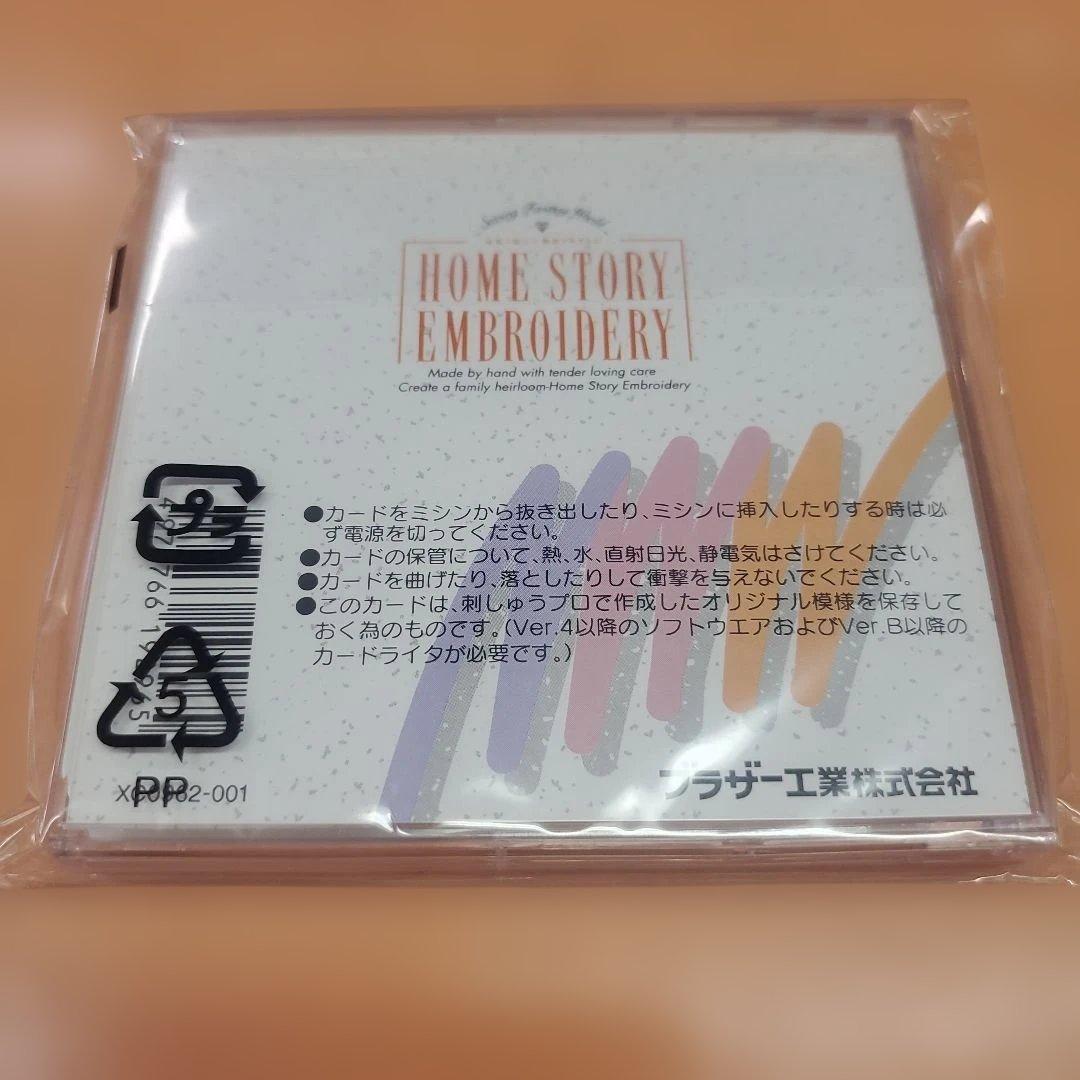 HOME STORY
EMBROIDERY
Made by hand with tender loving care
Create a family heirloom-Home Story Embroidery
●カードをミシンから抜き出したり、ミシンに挿入したりする時は必
ず電源を切ってください。
●カードの保管について、熱、水、直射日光、静電気はさけてください。
●カードを曲げたり、落としたりして衝撃を与えないでください。
●このカードは、刺しゅうプロで作成したオリジナル模様を保存して
おく為のものです。(Ver.4以降のソフトウエアおよびVer.B以降の
カードライタが必要です。)
プラ
5
PP
ブラザー工業株式会社